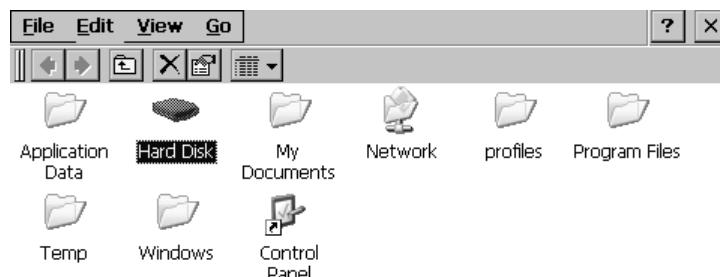 File Edit View Go ? ×
Application Data
Hard Disk
My Documents
Network
profiles
Program Files
Temp
Windows
Control Panel